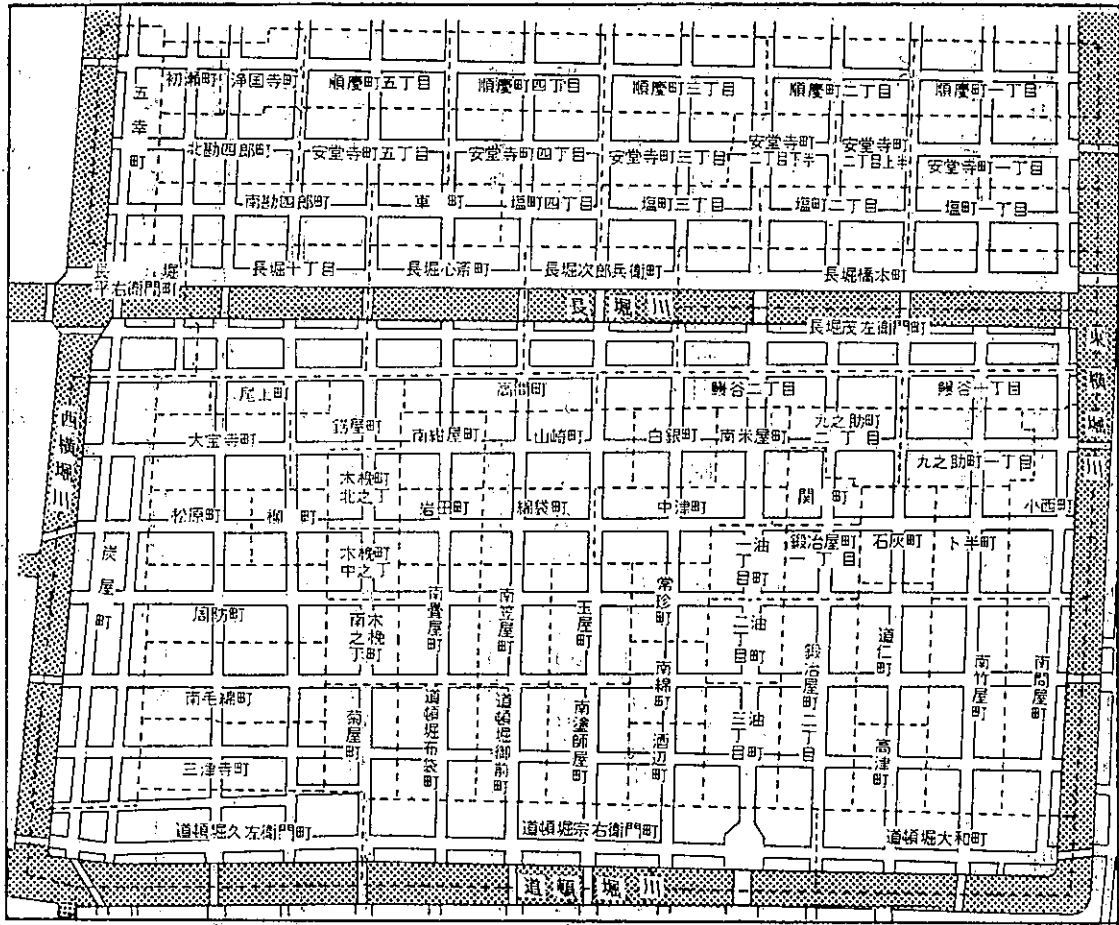 初瀬町
浄国寺町
順慶町五丁目
順慶町四丁目
順慶町三丁目
順慶町二丁目
順慶町一丁目
五幸町
北勘四郎町
安堂寺町五丁目
安堂寺町四丁目
安堂寺町三丁目
安堂寺町
二丁目下半
安堂寺町
二丁目上半
安堂寺町一丁目
南勘四郎町
車町
塩町四丁目
塩町三丁目
塩町二丁目
塩町一丁目
長堀
平右衛門町
長堀十丁目
長堀心斎町
長堀次郎兵衛町
長堀橋本町
長堀川
長堀茂左衛門町
東横堀川
西横堀川
尾上町
高間町
鰻谷二丁目
鰻谷一丁目
大宝寺町
錺屋町
南紺屋町
山崎町
白銀町
南米屋町
九之助町
二丁目
九之助町一丁目
木挽町
北之丁
関町
松原町
柳町
岩田町
綿袋町
中津町
小西町
炭屋町
木挽町
中之丁
油町
一丁目
鍛冶屋町
一丁目
石灰町
卜半町
周防町
木挽町
南之丁
南畳屋町
南笠屋町
玉屋町
常珍町
油町
二丁目
鍛冶屋町二丁目
道仁町
南竹屋町
南問屋町
南毛綿町
菊屋町
道頓堀布袋町
道頓堀御前町
南塗師屋町
南綿町
酒辺町
油町
三丁目
高津町
三津寺町
道頓堀久左衛門町
道頓堀宗右衛門町
道頓堀大和町
道頓堀川